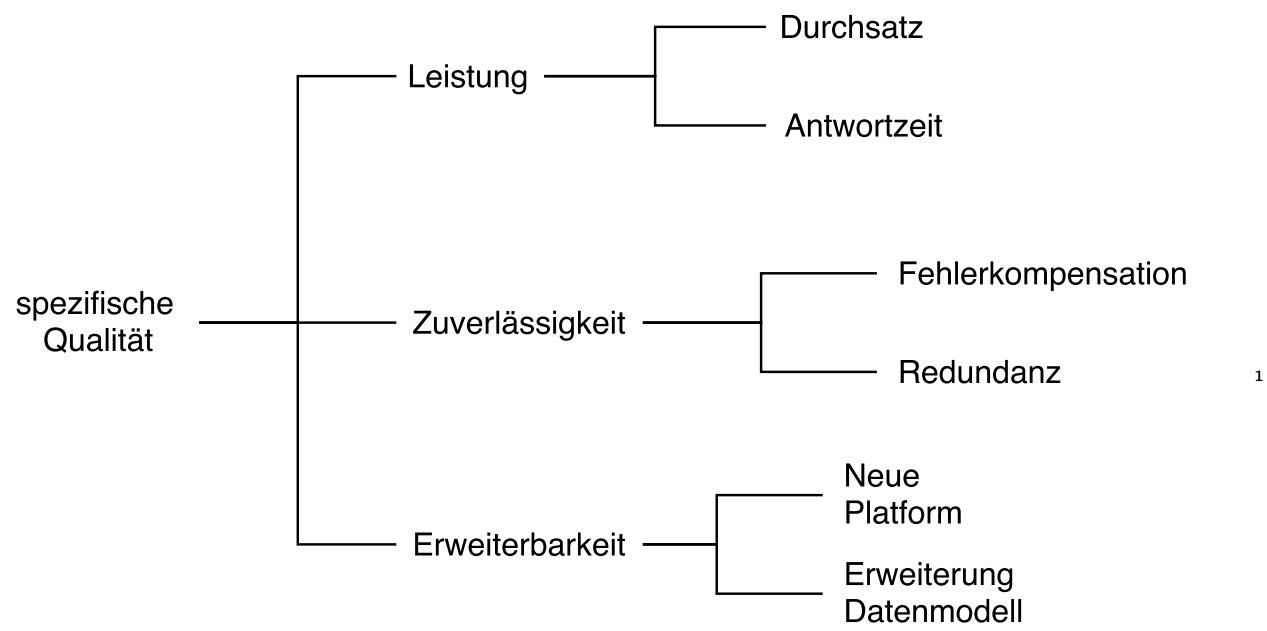 Durchsatz
Leistung
Antwortzeit
Fehlerkompensation
spezifische
Qualität
Zuverlässigkeit
Redundanz
1
Neue
Platform
Erweiterbarkeit
Erweiterung
Datenmodell